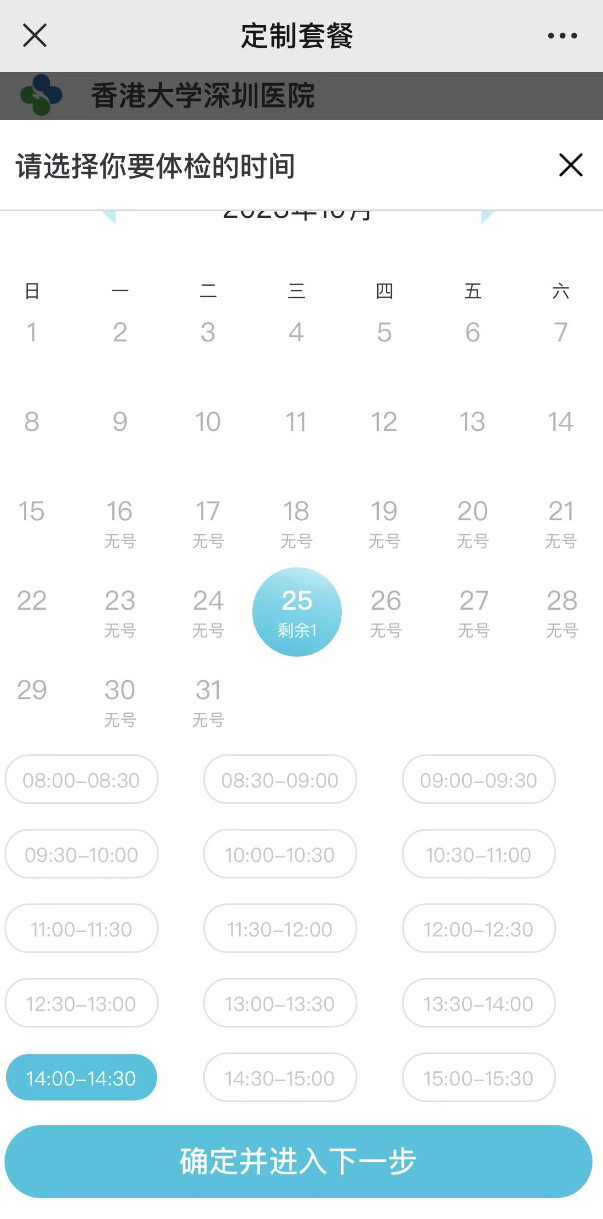 定制套餐
香港大学深圳医院
请选择你要体检的时间
2023年10月
日 一 二 三 四 五 六
1 2 3 4 5 6 7
8 9 10 11 12 13 14
15 16 17 18 19 20 21
无号 无号 无号 无号 无号 无号
22 23 24 25 26 27 28
无号 无号 剩余1 无号 无号 无号
29 30 31
无号 无号
08:00-08:30 08:30-09:00 09:00-09:30
09:30-10:00 10:00-10:30 10:30-11:00
11:00-11:30 11:30-12:00 12:00-12:30
12:30-13:00 13:00-13:30 13:30-14:00
14:00-14:30 14:30-15:00 15:00-15:30
确定并进入下一步